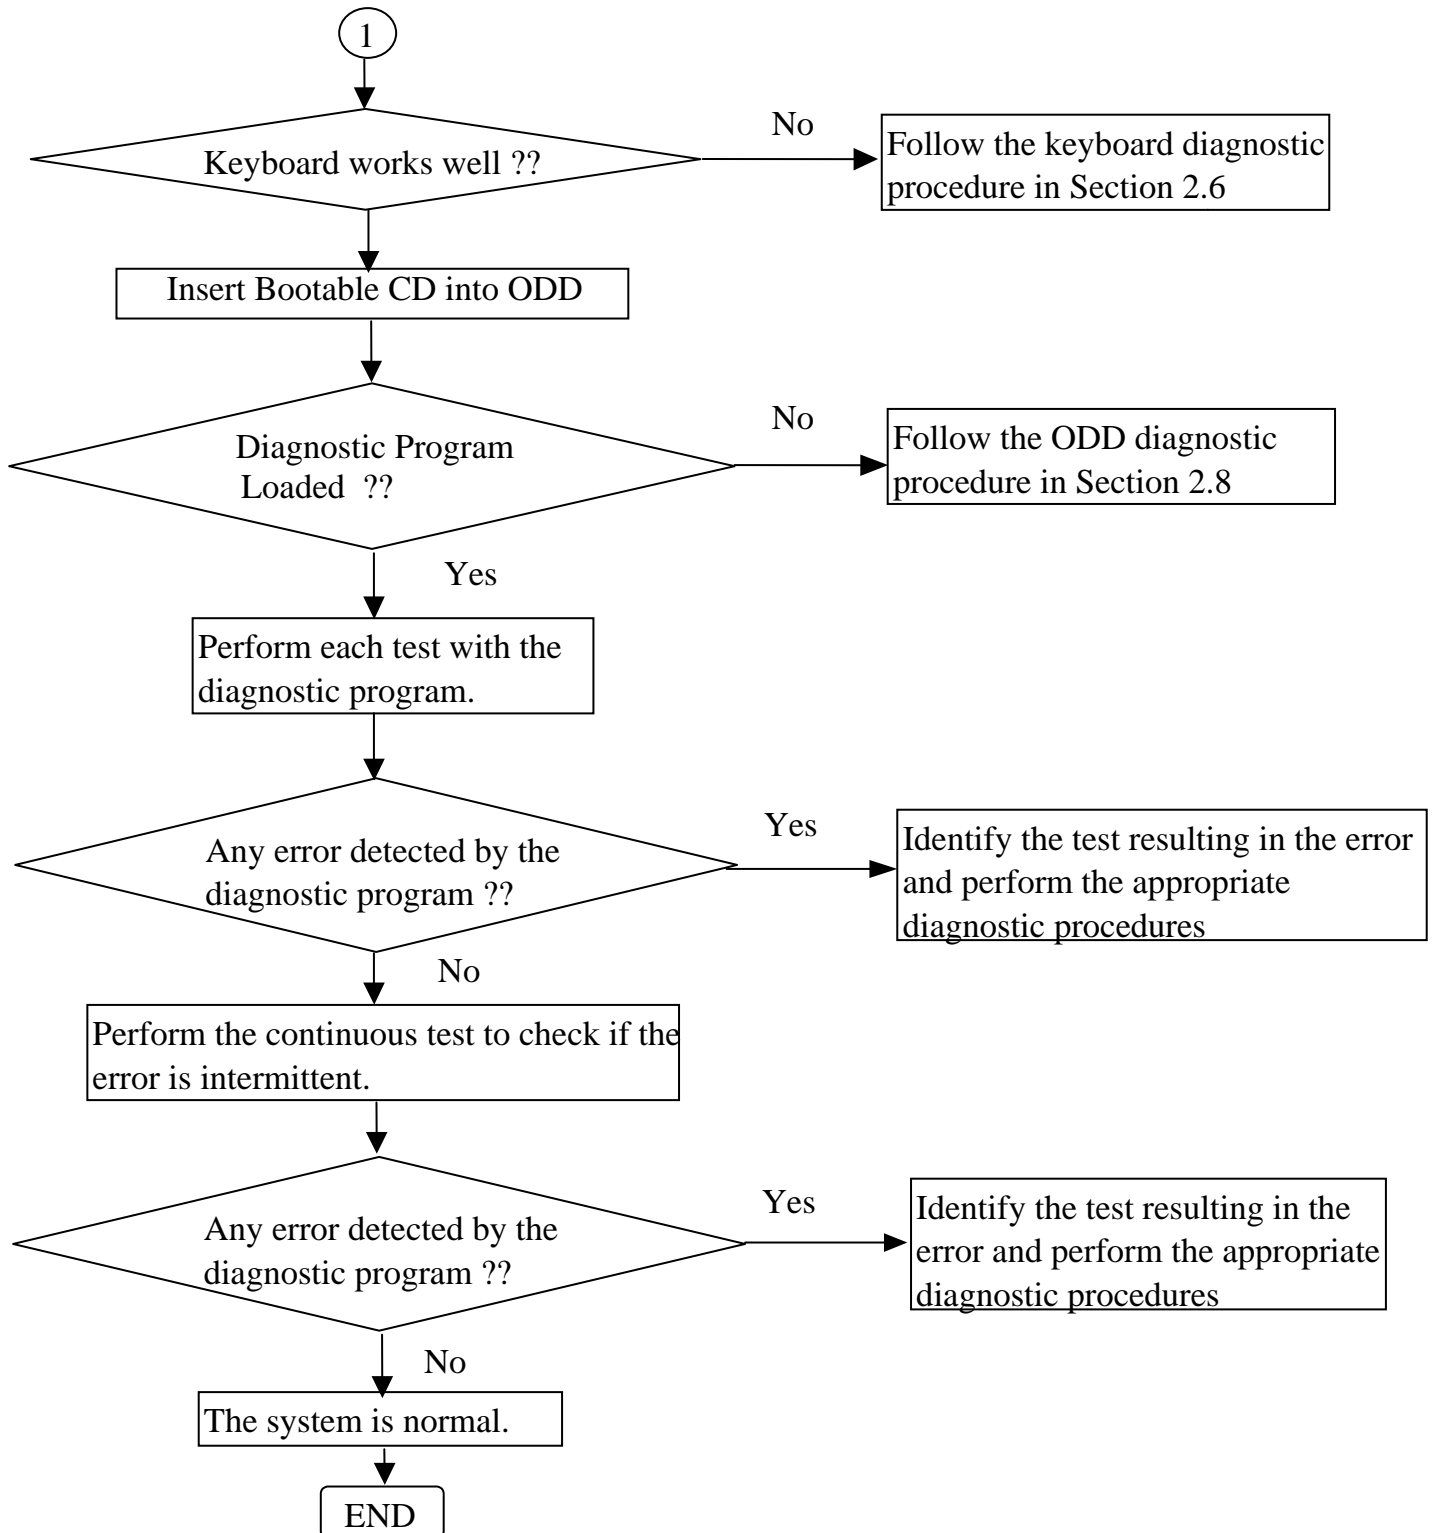 1
Keyboard works well ??
No
Follow the keyboard diagnostic
procedure in Section 2.6
Insert Bootable CD into ODD
Diagnostic Program
Loaded ??
No
Follow the ODD diagnostic
procedure in Section 2.8
Yes
Perform each test with the
diagnostic program.
Any error detected by the
diagnostic program ??
Yes
Identify the test resulting in the error
and perform the appropriate
diagnostic procedures
No
Perform the continuous test to check if the
error is intermittent.
Any error detected by the
diagnostic program ??
Yes
Identify the test resulting in the
error and perform the appropriate
diagnostic procedures
No
The system is normal.
END